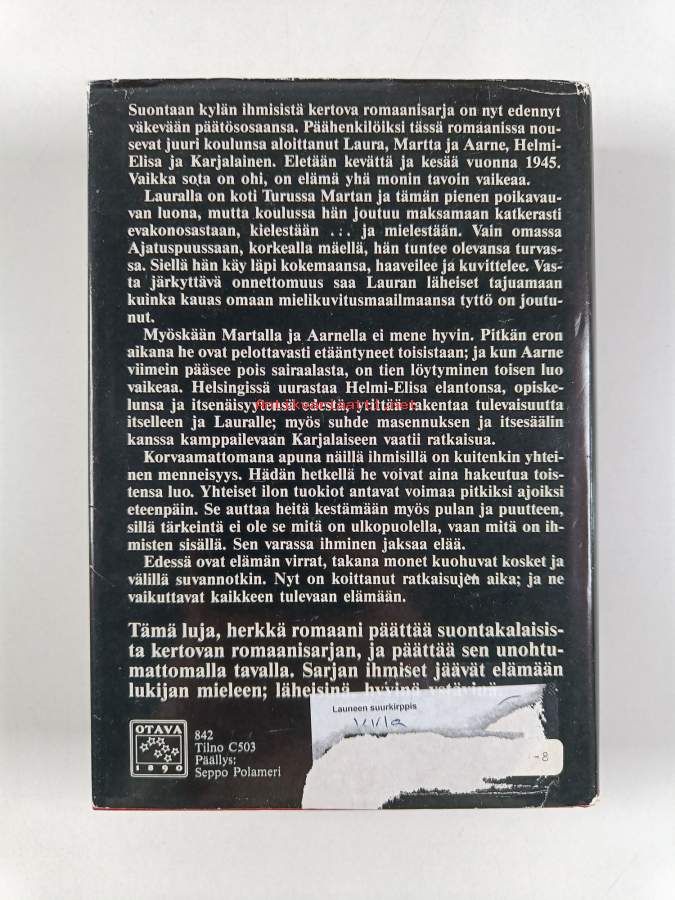 Suontaan kylän ihmisistä kertova romaanisarja on nyt edennyt
väkevään päätösosaansa. Päähenkilöiksi tässä romaanissa nou-
sevat juuri koulunsa aloittanut Laura, Martta ja Aarne, Helmi-
Elisa ja Karjalainen. Eletään kevättä ja kesää vuonna 1945.
Vaikka sota on ohi, on elämä yhä monin tavoin vaikeaa.
Lauralla on koti Turussa Martan ja tämän pienen poikavau-
van luona, mutta koulussa hän joutuu maksamaan katkerasti
evakonosastaan, kielestään ... ja mielestään. Vain omassa
Ajatuspuussaan, korkealla mäellä, hän tuntee olevansa turvas-
sa. Siellä hän käy läpi kokemaansa, haaveilee ja kuvittelee. Vas-
ta järkyttävä onnettomuus saa Lauran läheiset tajuamaan
kuinka kauas omaan mielikuvitusmaailmaansa tyttö on joutu-
nut.
Myöskään Martalla ja Aarnella ei mene hyvin. Pitkän eron
aikana he ovat pelottavasti etääntyneet toisistaan; ja kun Aarne
viimein pääsee pois sairaalasta, on tien löytyminen toisen luo
vaikeaa. Helsingissä uurastaa Helmi-Elisa elantonsa, opiske-
lunsa ja itsenäisyytensä edestä, yrittää rakentaa tulevaisuutta
antikvariaatti.net
itselleen ja Lauralle; myös suhde masennuksen ja itsesäälin
kanssa kamppailevaan Karjalaiseen vaatii ratkaisua.
Korvaamattomana apuna näillä ihmisillä on kuitenkin yhtei-
nen menneisyys. Hädän hetkellä he voivat aina hakeutua tois-
tensa luo. Yhteiset ilon tuokiot antavat voimaa pitkiksi ajoiksi
eteenpäin. Se auttaa heitä kestämään myös pulan ja puutteen,
sillä tärkeintä ei ole se mitä on ulkopuolella, vaan mitä on ih-
misten sisällä. Sen varassa ihminen jaksaa elää.
Edessä ovat elämän virrat, takana monet kuohuvat kosket ja
välillä suvannotkin. Nyt on koittanut ratkaisujen aika; ja ne
vaikuttavat kaikkeen tulevaan elämään.
Tämä luja, herkkä romaani päättää suontakalaisis-
ta kertovan romaanisarjan, ja päättää sen unohtu-
mattomalla tavalla. Sarjan ihmiset jäävät elämään
lukijan mieleen; läheisinä, hyvinä ystävinä.
Launeen suurkirppis
OTAVA
1890
842
Tilno C503
Päällys:
Seppo Polameri
-8